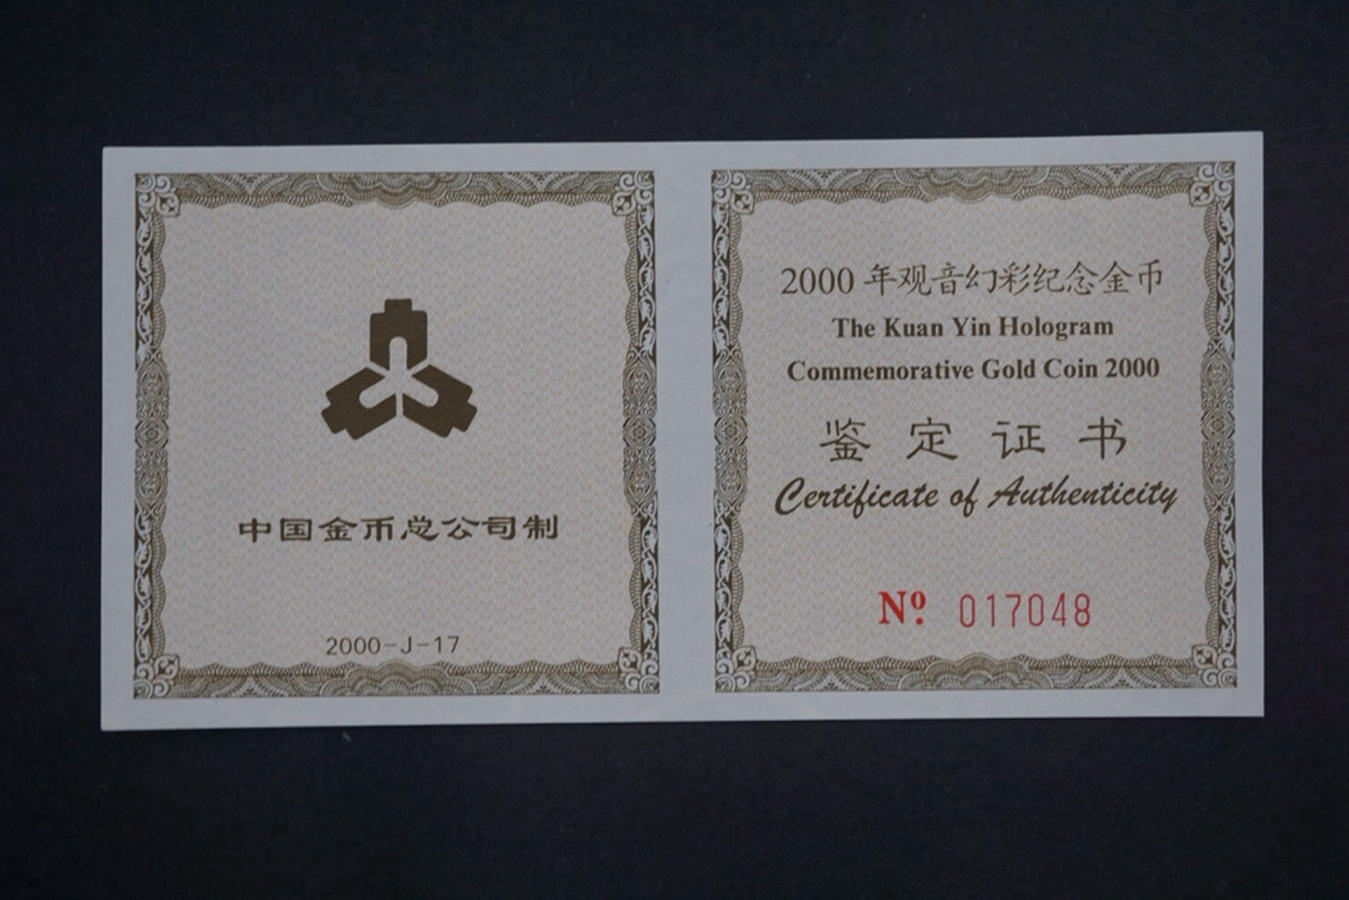 中国金币总公司制
2000-J-17
2000 年观音幻彩纪念金币
The Kuan Yin Hologram
Commemorative Gold Coin 2000
鉴定证书
Certificate of Authenticity
Nº. 017048